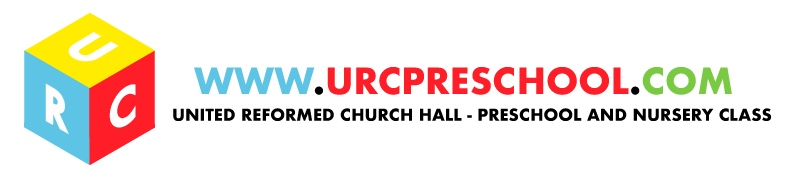 U
R C
WWW.URCPRESCHOOL.COM
UNITED REFORMED CHURCH HALL - PRESCHOOL AND NURSERY CLASS